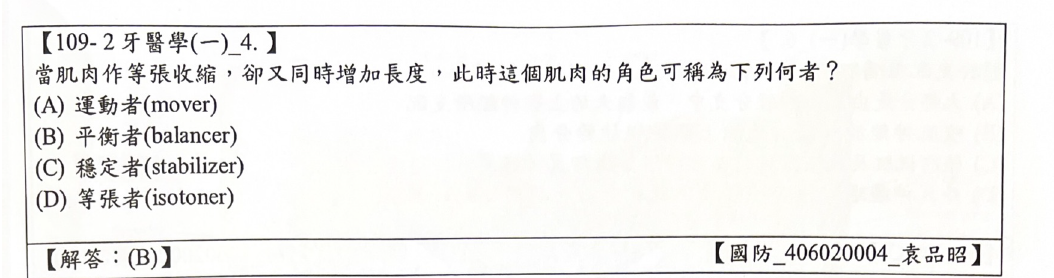 【109- 2 牙醫學(一)_4. 】
當肌肉作等張收縮，卻又同時增加長度，此時這個肌肉的角色可稱為下列何者？
(A) 運動者(mover)
(B) 平衡者(balancer)
(C) 穩定者(stabilizer)
(D) 等張者(isotoner)
【解答：(B)】 【國防_406020004_袁品昭】